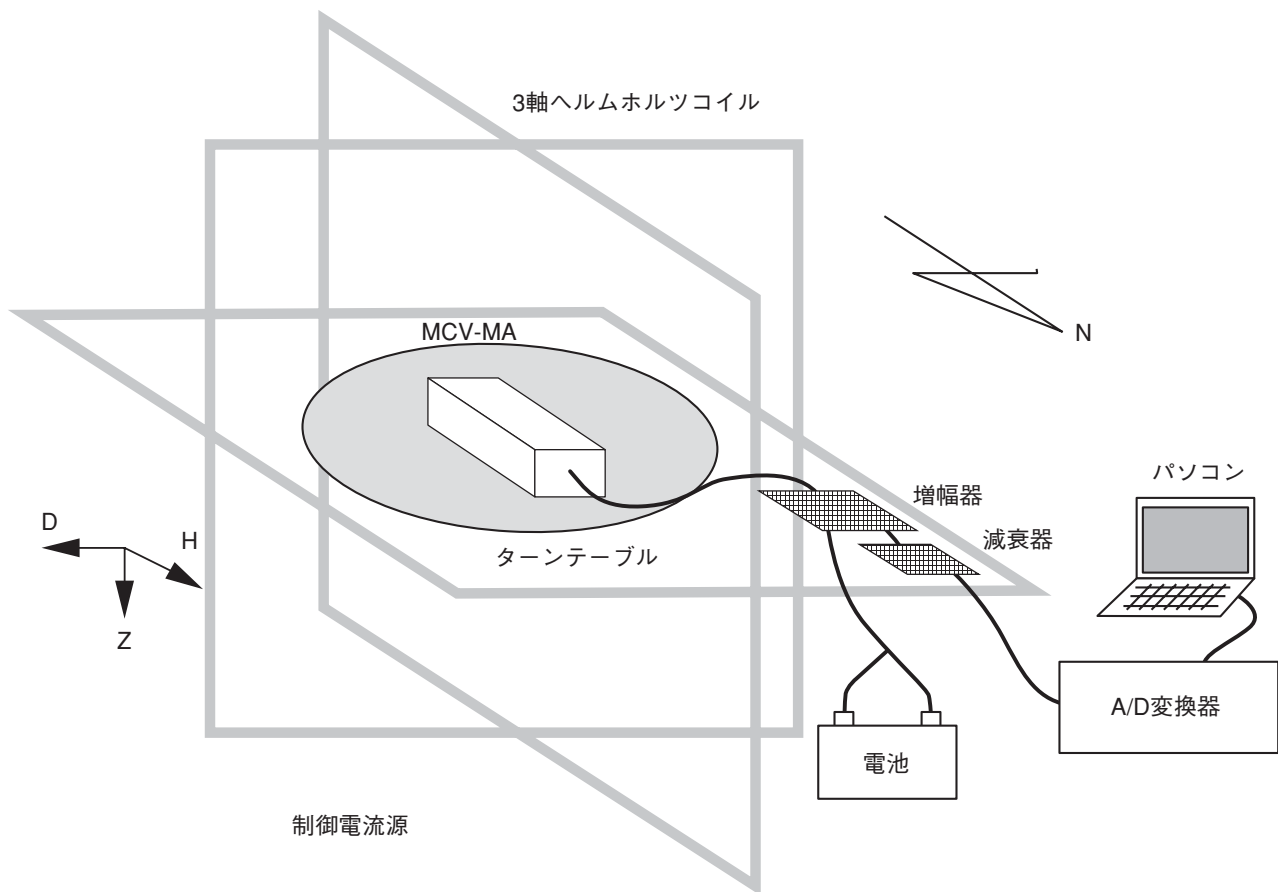 3軸ヘルムホルツコイル
MCV-MA
N
パソコン
増幅器
減衰器
D
H
Z
ターンテーブル
A/D変換器
電池
制御電流源